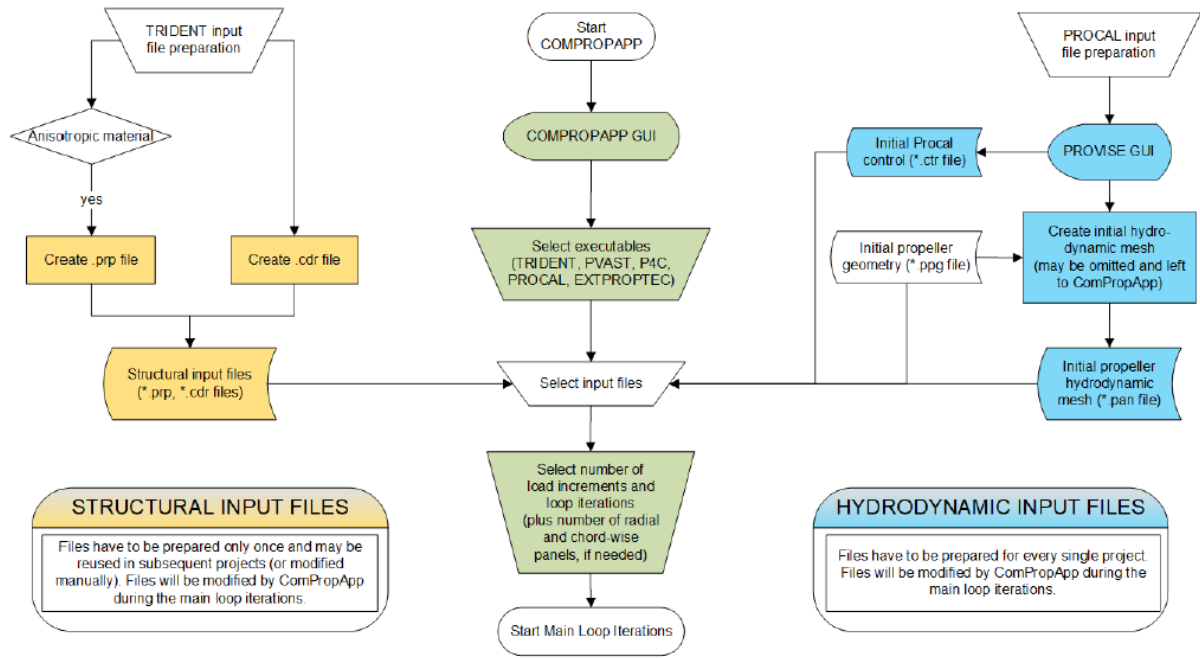 TRIDENT input
file preparation
Anisotropic material
yes
Create .prp file
Create .cdr file
Structural input files
(*.prp, *.cdr files)
STRUCTURAL INPUT FILES
Files have to be prepared only once and may be
reused in subsequent projects (or modified
manually). Files will be modified by ComPropApp
during the main loop iterations.
Start
COMPROPAPP
COMPROPAPP GUI
Select executables
(TRIDENT, PVAST, P4C,
PROCAL, EXTPROPTEC)
Select input files
Select number of
load increments and
loop iterations
(plus number of radial
and chord-wise
panels, if needed)
Start Main Loop Iterations
PROCAL input
file preparation
Initial Procal
control (*.ctr file)
PROVISE GUI
Initial propeller
geometry (*.ppg file)
Create initial hydro-
dynamic mesh
(may be omitted and left
to ComPropApp)
Initial propeller
hydrodynamic
mesh (*.pan file)
HYDRODYNAMIC INPUT FILES
Files have to be prepared for every single project.
Files will be modified by ComPropApp during the
main loop iterations.